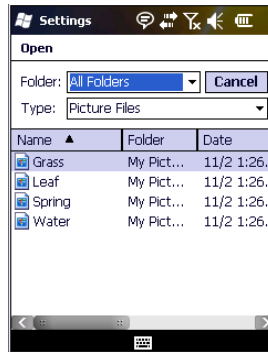 Settings
Open
Folder: All Folders Cancel
Type: Picture Files
Name Folder Date
Grass My Pict... 11/2 1:26.
Leaf My Pict... 11/2 1:26.
Spring My Pict... 11/2 1:26.
Water My Pict... 11/2 1:26.